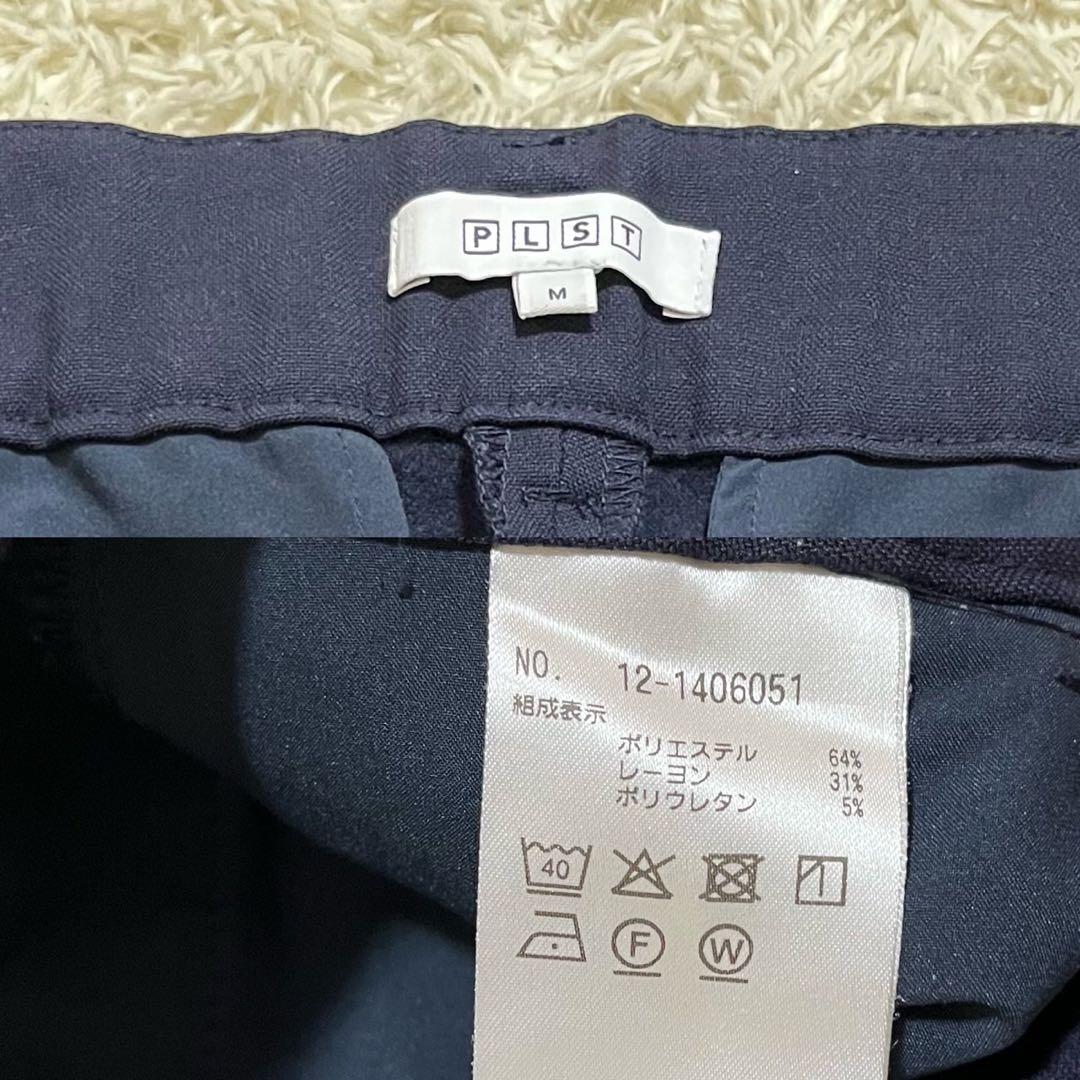 PLST
M
NO. 12-1406051
組成表示
ポリエステル 64%
レーヨン 31%
ポリウレタン 5%
40
F W